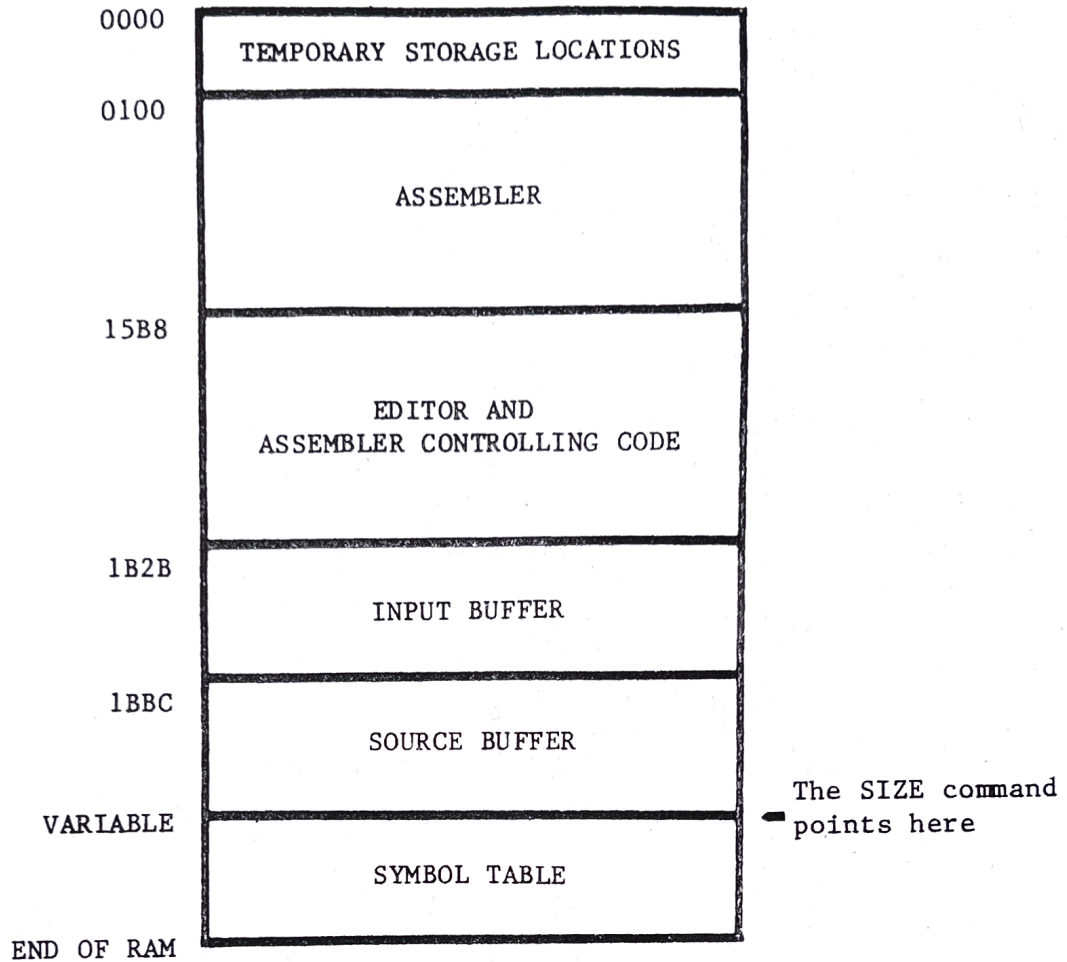 0000
TEMPORARY STORAGE LOCATIONS
0100
ASSEMBLER
15B8
EDITOR AND
ASSEMBLER CONTROLLING CODE
1B2B
INPUT BUFFER
1BBC
SOURCE BUFFER
The SIZE command
points here
VARIABLE
SYMBOL TABLE
END OF RAM